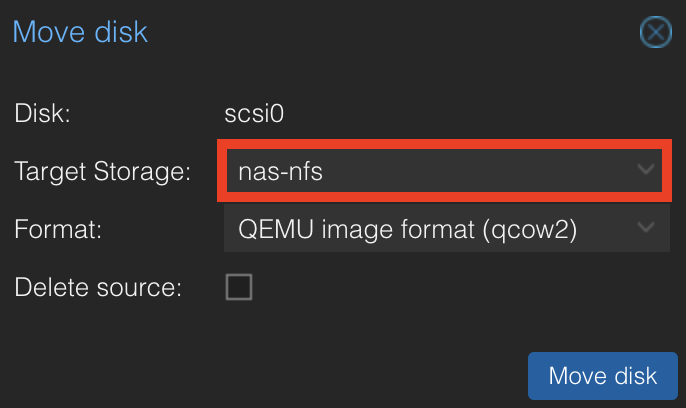 Move disk
Disk: scsi0
Target Storage: nas-nfs
Format: QEMU image format (qcow2)
Delete source:
Move disk